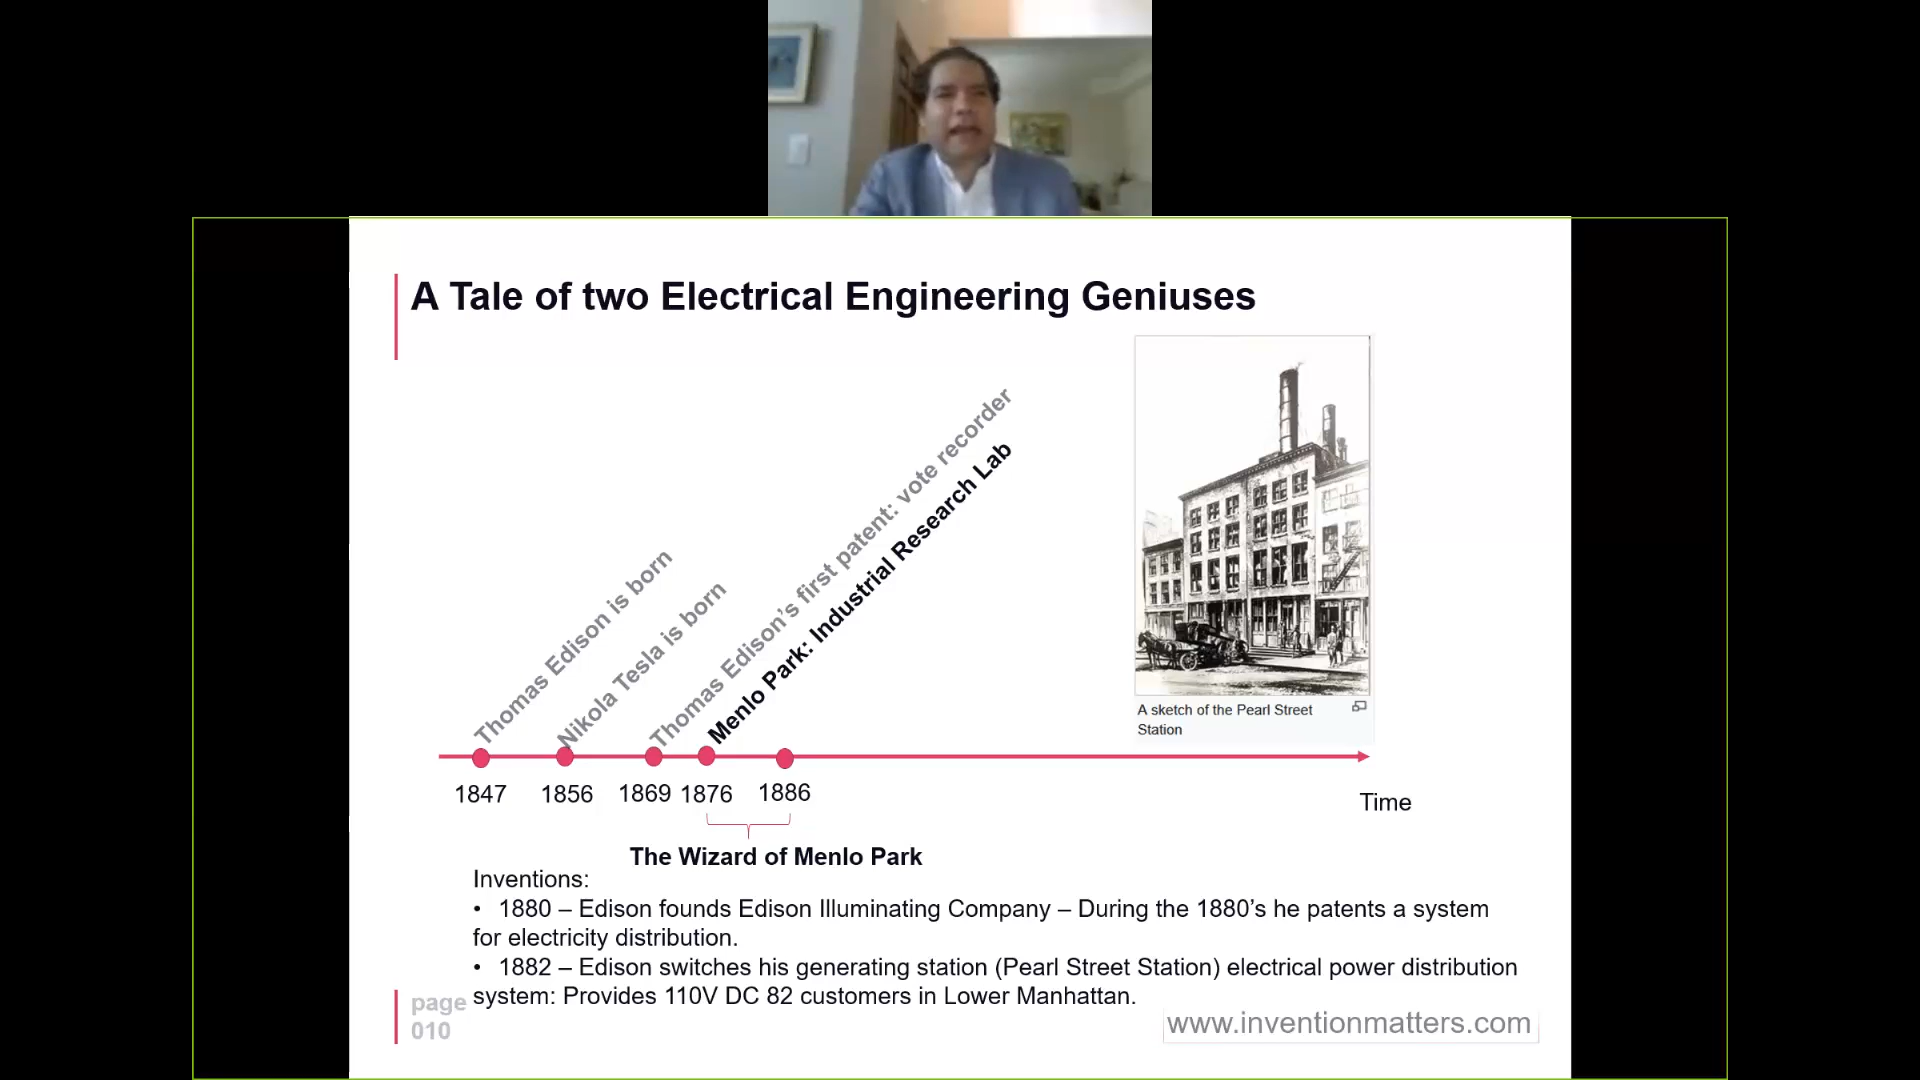 A Tale of two Electrical Engineering Geniuses
Thomas Edison is born
Nikola Tesla is born
Thomas Edison’s first patent: vote recorder
Menlo Park: Industrial Research Lab
A sketch of the Pearl Street
Station
1847 1856 1869 1876 1886
Time
The Wizard of Menlo Park
Inventions:
• 1880 – Edison founds Edison Illuminating Company – During the 1880’s he patents a system
for electricity distribution.
• 1882 – Edison switches his generating station (Pearl Street Station) electrical power distribution
system: Provides 110V DC 82 customers in Lower Manhattan.
page
010
www.inventionmatters.com